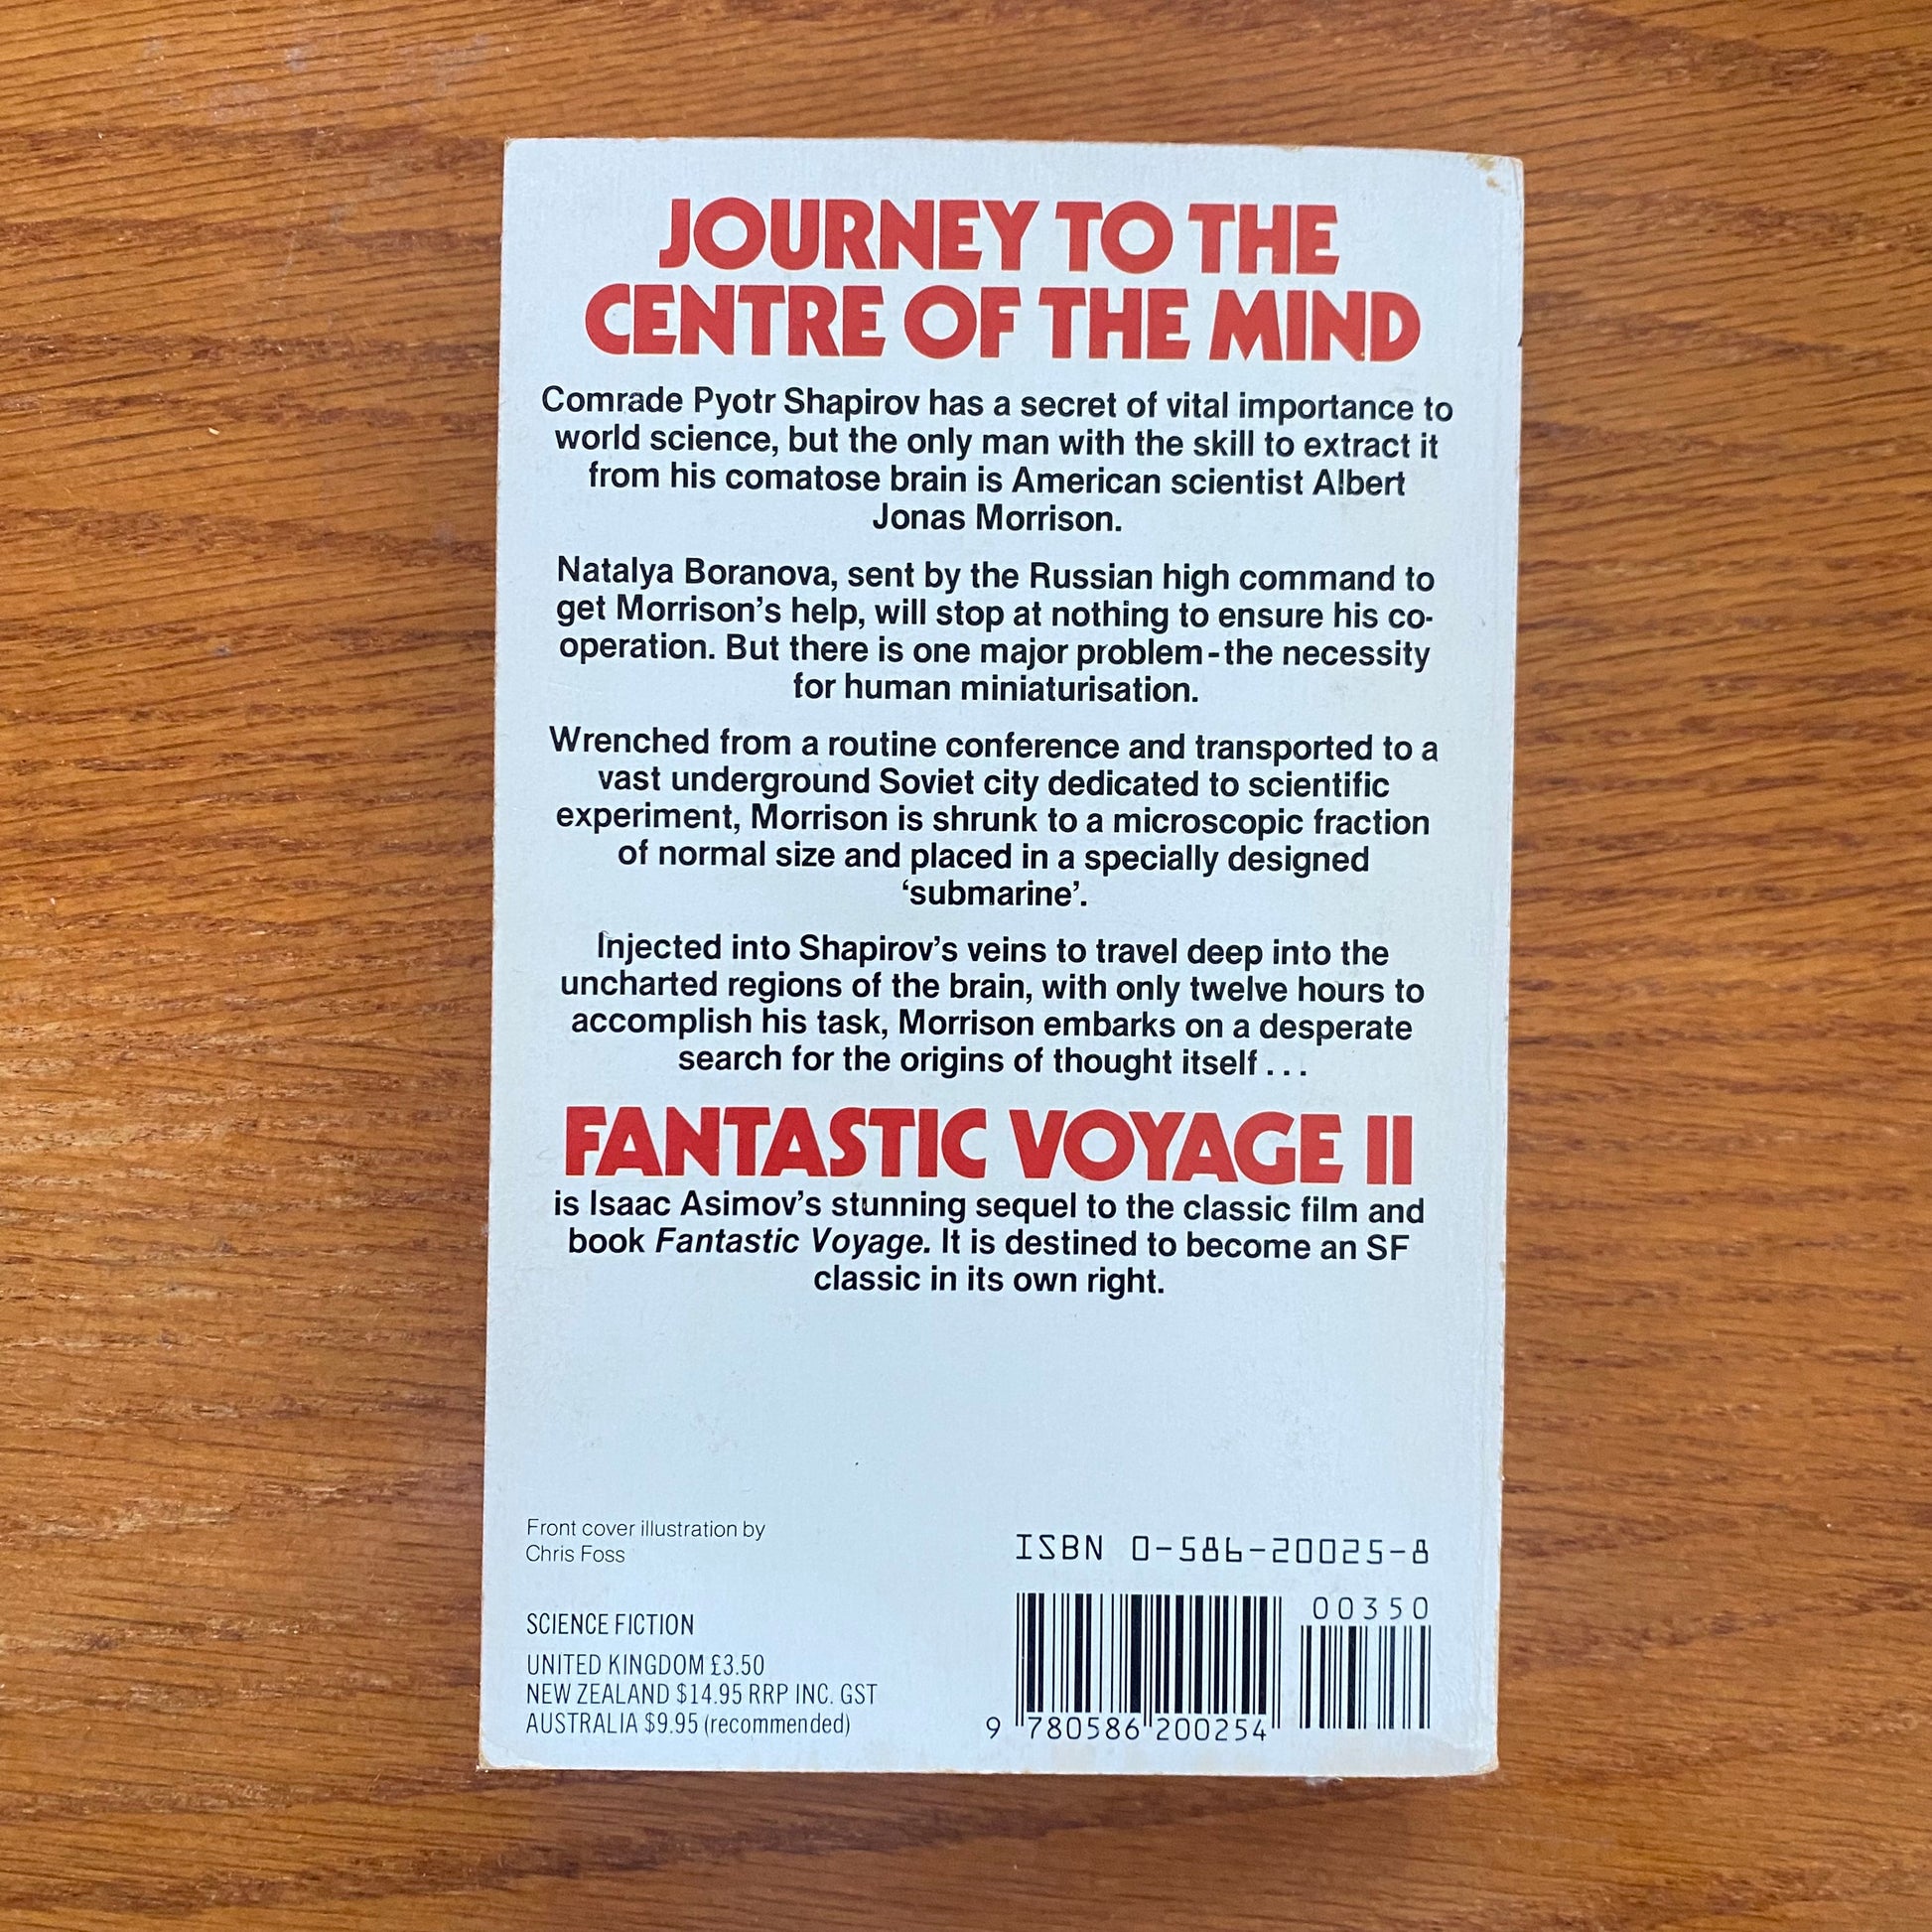 JOURNEY TO THE
CENTRE OF THE MIND
Comrade Pyotr Shapirov has a secret of vital importance to
world science, but the only man with the skill to extract it
from his comatose brain is American scientist Albert
Jonas Morrison.
Natalya Boranova, sent by the Russian high command to
get Morrison's help, will stop at nothing to ensure his co-
operation. But there is one major problem-the necessity
for human miniaturisation.
Wrenched from a routine conference and transported to a
vast underground Soviet city dedicated to scientific
experiment, Morrison is shrunk to a microscopic fraction
of normal size and placed in a specially designed
‘submarine’.
Injected into Shapirov’s veins to travel deep into the
uncharted regions of the brain, with only twelve hours to
accomplish his task, Morrison embarks on a desperate
search for the origins of thought itself . . .
FANTASTIC VOYAGE II
is Isaac Asimov’s stunning sequel to the classic film and
book Fantastic Voyage. It is destined to become an SF
classic in its own right.
Front cover illustration by
Chris Foss
SCIENCE FICTION
UNITED KINGDOM £3.50
NEW ZEALAND $14.95 RRP INC. GST
AUSTRALIA $9.95 (recommended)
ISBN 0-586-20025-8
00350
9 780586 200254